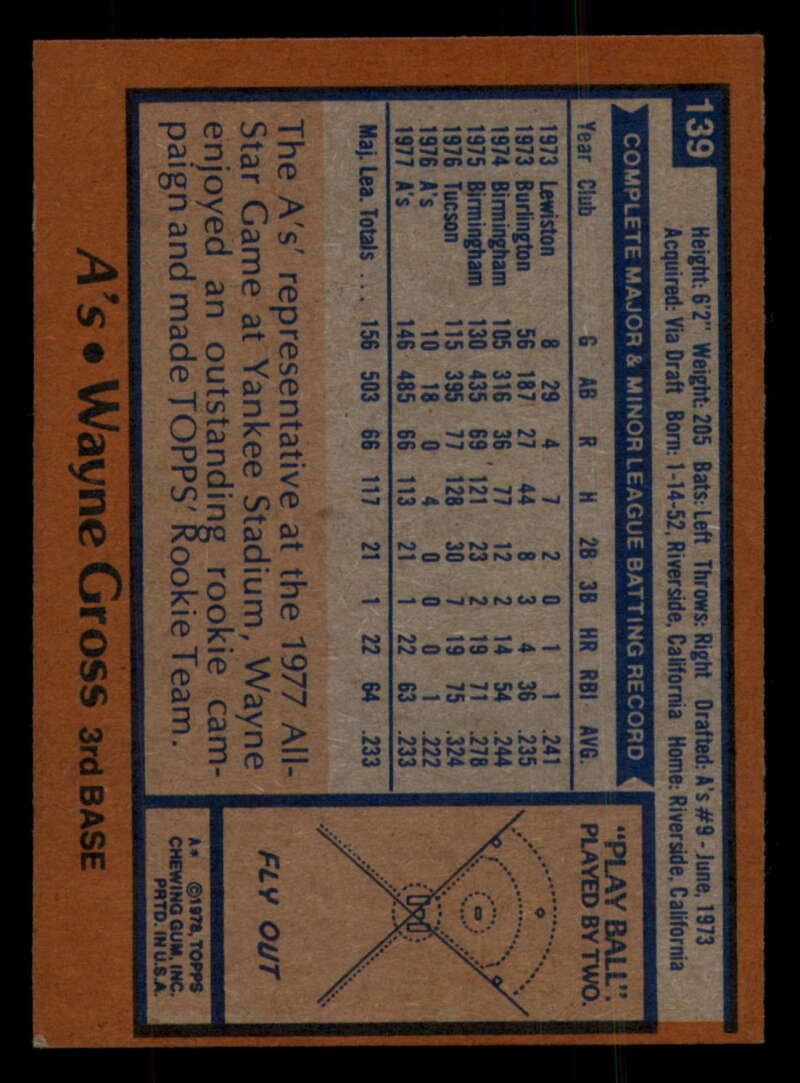 139
Height: 6'2" Weight: 205 Bats: Left Throws: Right Drafted: A's #9 - June, 1973
Acquired: Via Draft Born: 1-14-52, Riverside, California Home: Riverside, California
COMPLETE MAJOR & MINOR LEAGUE BATTING RECORD
Year Club G AB R H 2B 3B HR RBI AVG.
1973 Lewiston 8 29 4 7 2 0 1 1 .241
1973 Burlington 56 187 27 44 8 3 4 36 .235
1974 Birmingham 105 316 36 77 12 2 14 54 .244
1975 Birmingham 130 435 69 121 23 2 19 71 .278
1976 Tucson 115 395 77 128 30 7 19 75 .324
1976 A's 10 18 0 4 0 0 0 1 .222
1977 A's 146 485 66 113 21 1 22 63 .233
Maj. Lea. Totals ... 156 503 66 117 21 1 22 64 .233
The A's' representative at the 1977 All-
Star Game at Yankee Stadium, Wayne
enjoyed an outstanding rookie cam-
paign and made TOPPS' Rookie Team.
"PLAY BALL".
PLAYED BY TWO.
FLY OUT
A* ©1978, TOPPS
CHEWING GUM, INC.
PRTD. IN U.S.A.
A's • Wayne Gross 3rd BASE